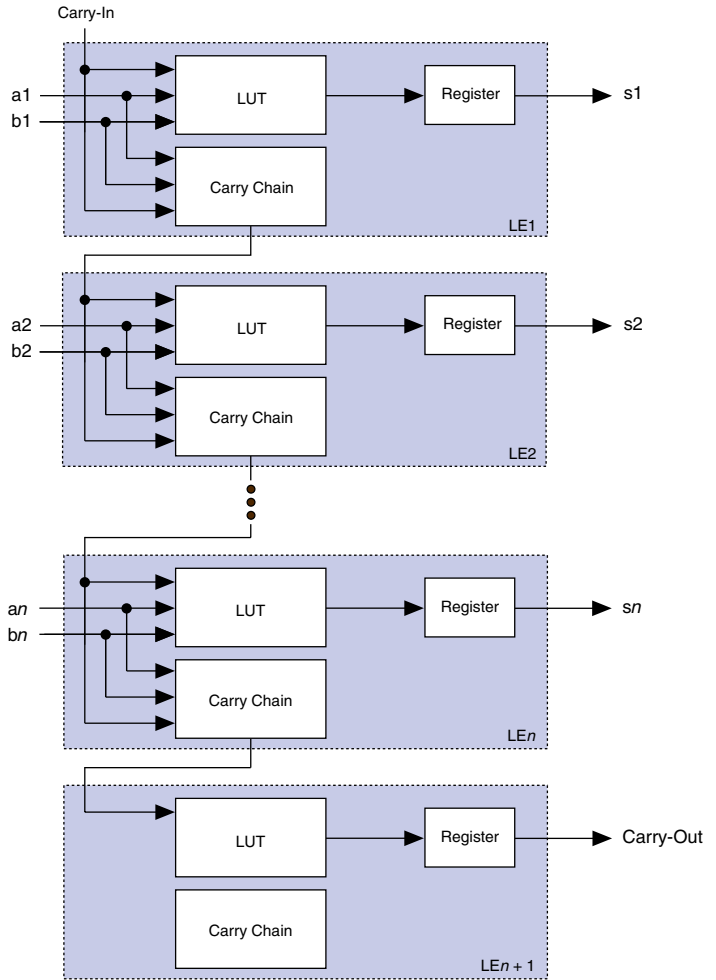 Carry-In
a1
b1
LUT
Register
s1
Carry Chain
LE1
a2
b2
LUT
Register
s2
Carry Chain
LE2
an
bn
LUT
Register
sn
Carry Chain
LEn
LUT
Register
Carry-Out
Carry Chain
LEn + 1